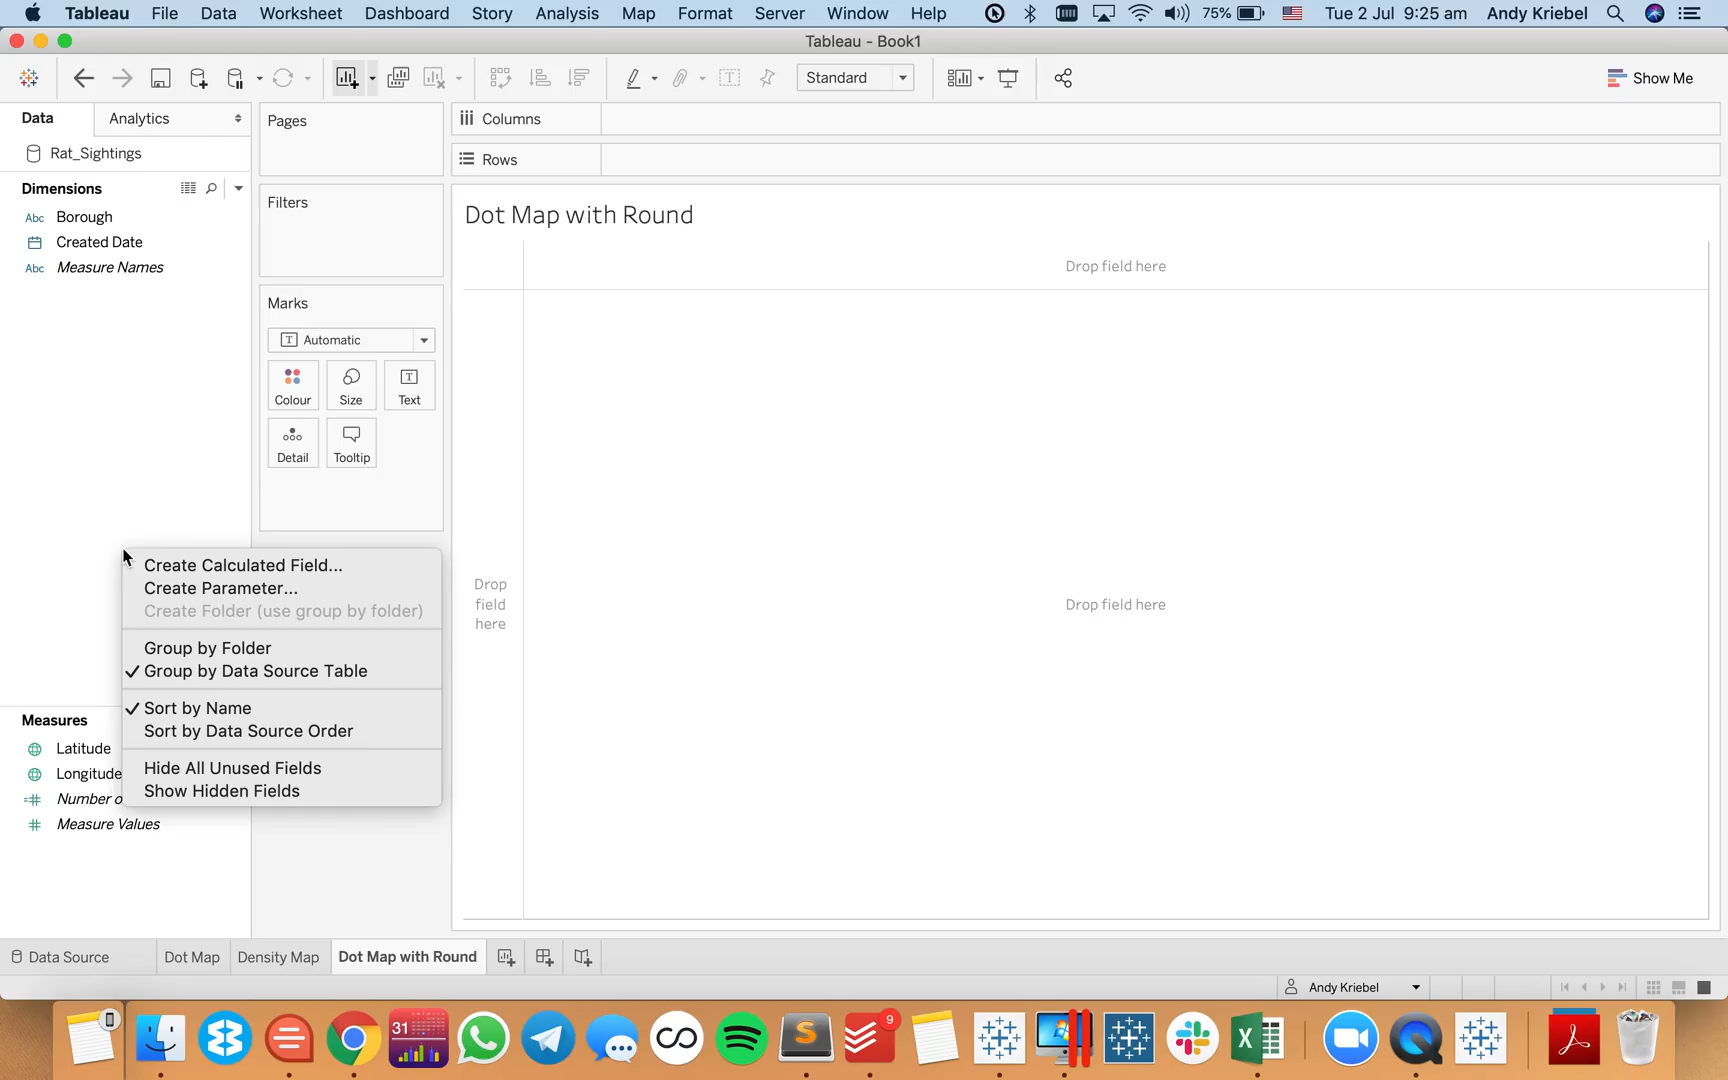 Tableau File Data Worksheet Dashboard Story Analysis Map Format Server Window Help 75% Tue 2 Jul 9:25 am Andy Kriebel
Tableau - Book1
Standard Show Me
Data Analytics Pages Columns
Rat_Sightings Rows
Dimensions Filters
Abc Borough Dot Map with Round
Created Date
Abc Measure Names Drop field here
Marks
T Automatic
Colour Size Text
Detail Tooltip
Create Calculated Field...
Create Parameter...
Create Folder (use group by folder)
Group by Folder
Group by Data Source Table
Sort by Name
Sort by Data Source Order
Hide All Unused Fields
Show Hidden Fields
Drop
field
here
Drop field here
Measures
Latitude
Longitude
Number o
Measure Values
Data Source Dot Map Density Map Dot Map with Round
Andy Kriebel
31 S 9 X